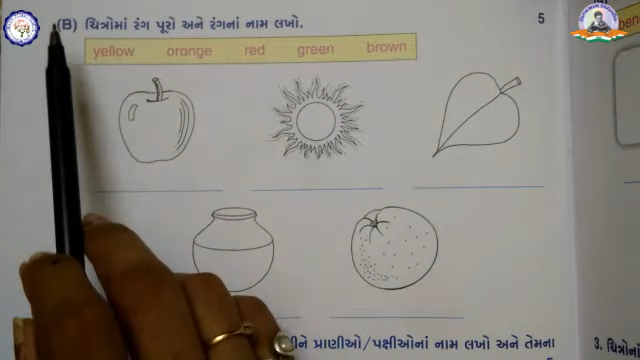 (B) ચિત્રોમાં રંગ પૂરો અને રંગનાં નામ લખો. 5
yellow orange red green brown
ીને પ્રાણીઓ/પક્ષીઓનાં નામ લખો અને તેમના
3. ચિત્રોનાં